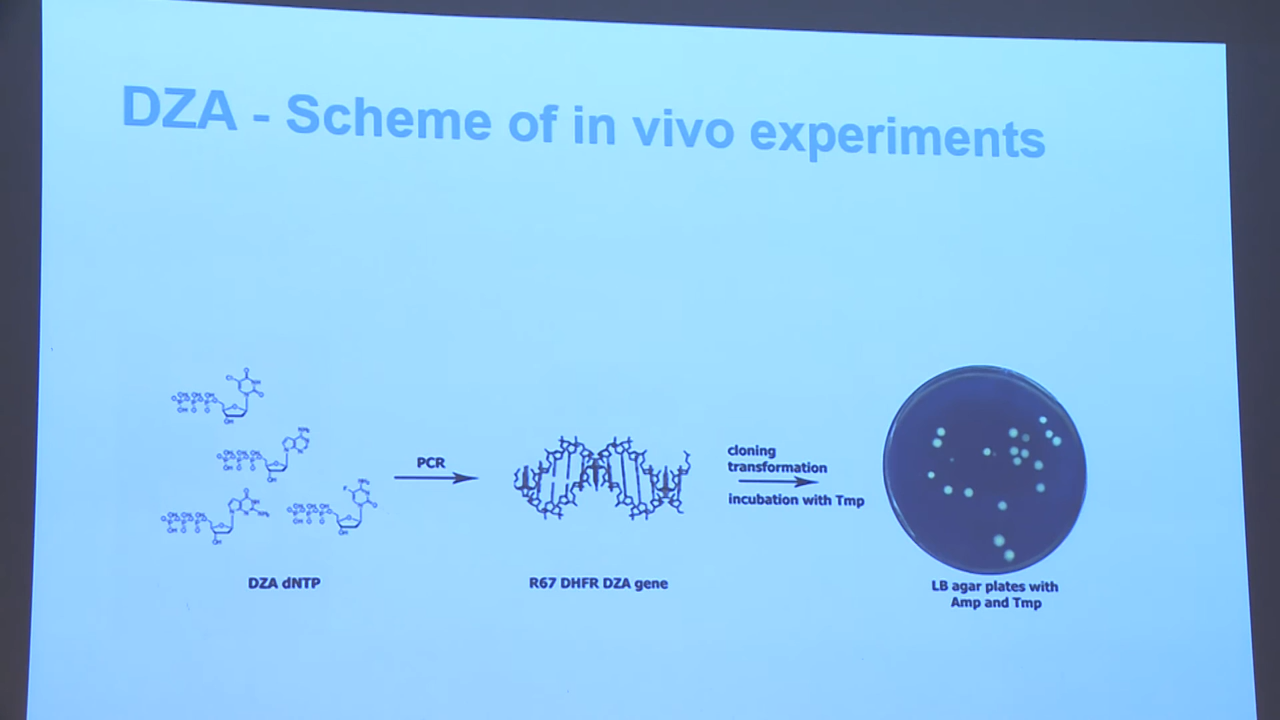 DZA - Scheme of in vivo experiments
PCR
cloning
transformation
incubation with Tmp
DZA dNTP
R67 DHFR DZA gene
LB agar plates with
Amp and Tmp